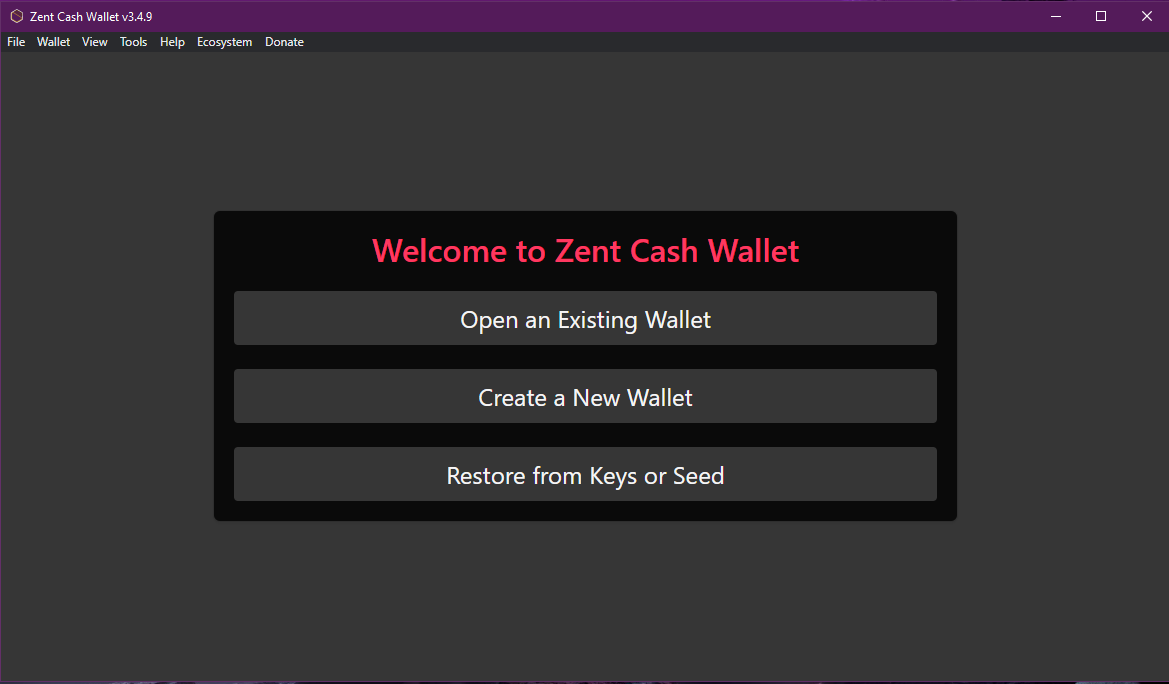 Zent Cash Wallet v3.4.9
File Wallet View Tools Help Ecosystem Donate
Welcome to Zent Cash Wallet
Open an Existing Wallet
Create a New Wallet
Restore from Keys or Seed